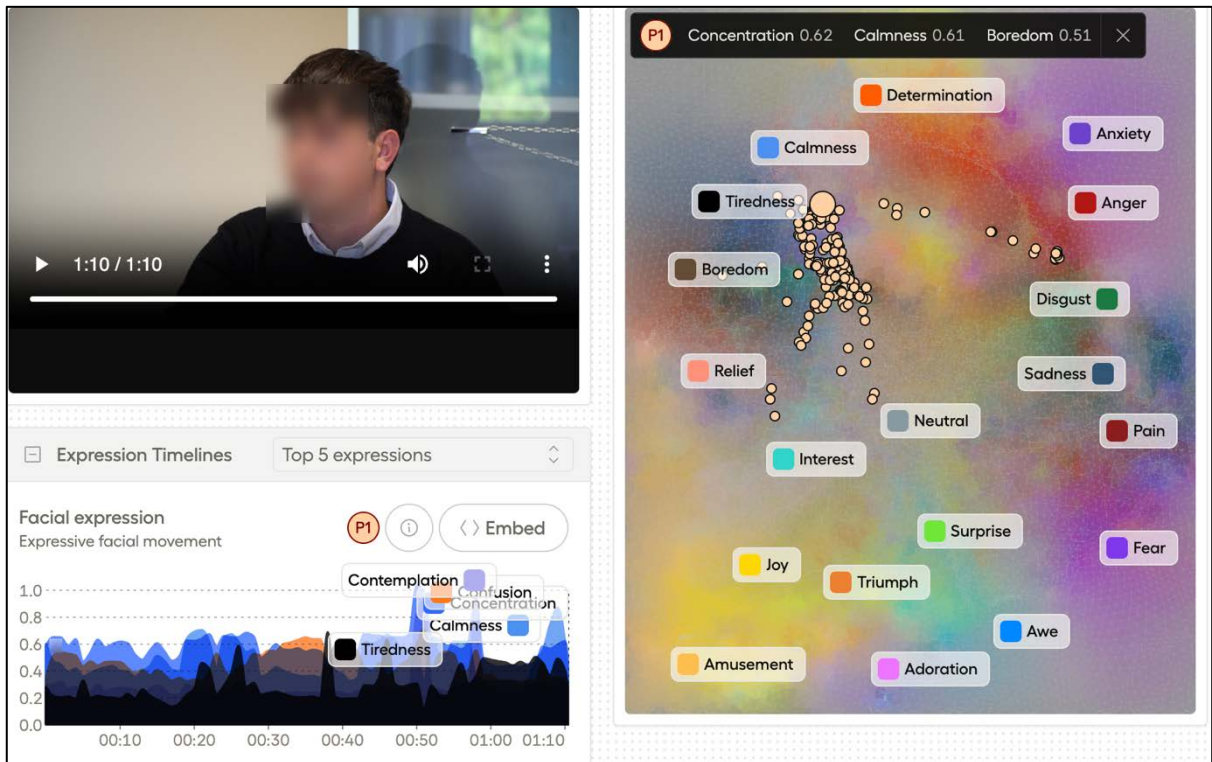 1:10 / 1:10
P1 Concentration 0.62 Calmness 0.61 Boredom 0.51
Determination
Anxiety
Calmness
Tiredness
Anger
Boredom
Disgust
Relief
Sadness
Neutral
Pain
Interest
Surprise
Fear
Joy
Triumph
Awe
Amusement
Adoration
Expression Timelines Top 5 expressions
Facial expression
Expressive facial movement
P1
Embed
Contemplation
Confusion
Concentration
Calmness
Tiredness
1.0
0.8
0.6
0.4
0.2
0.0
00:10 00:20 00:30 00:40 00:50 01:00 01:10